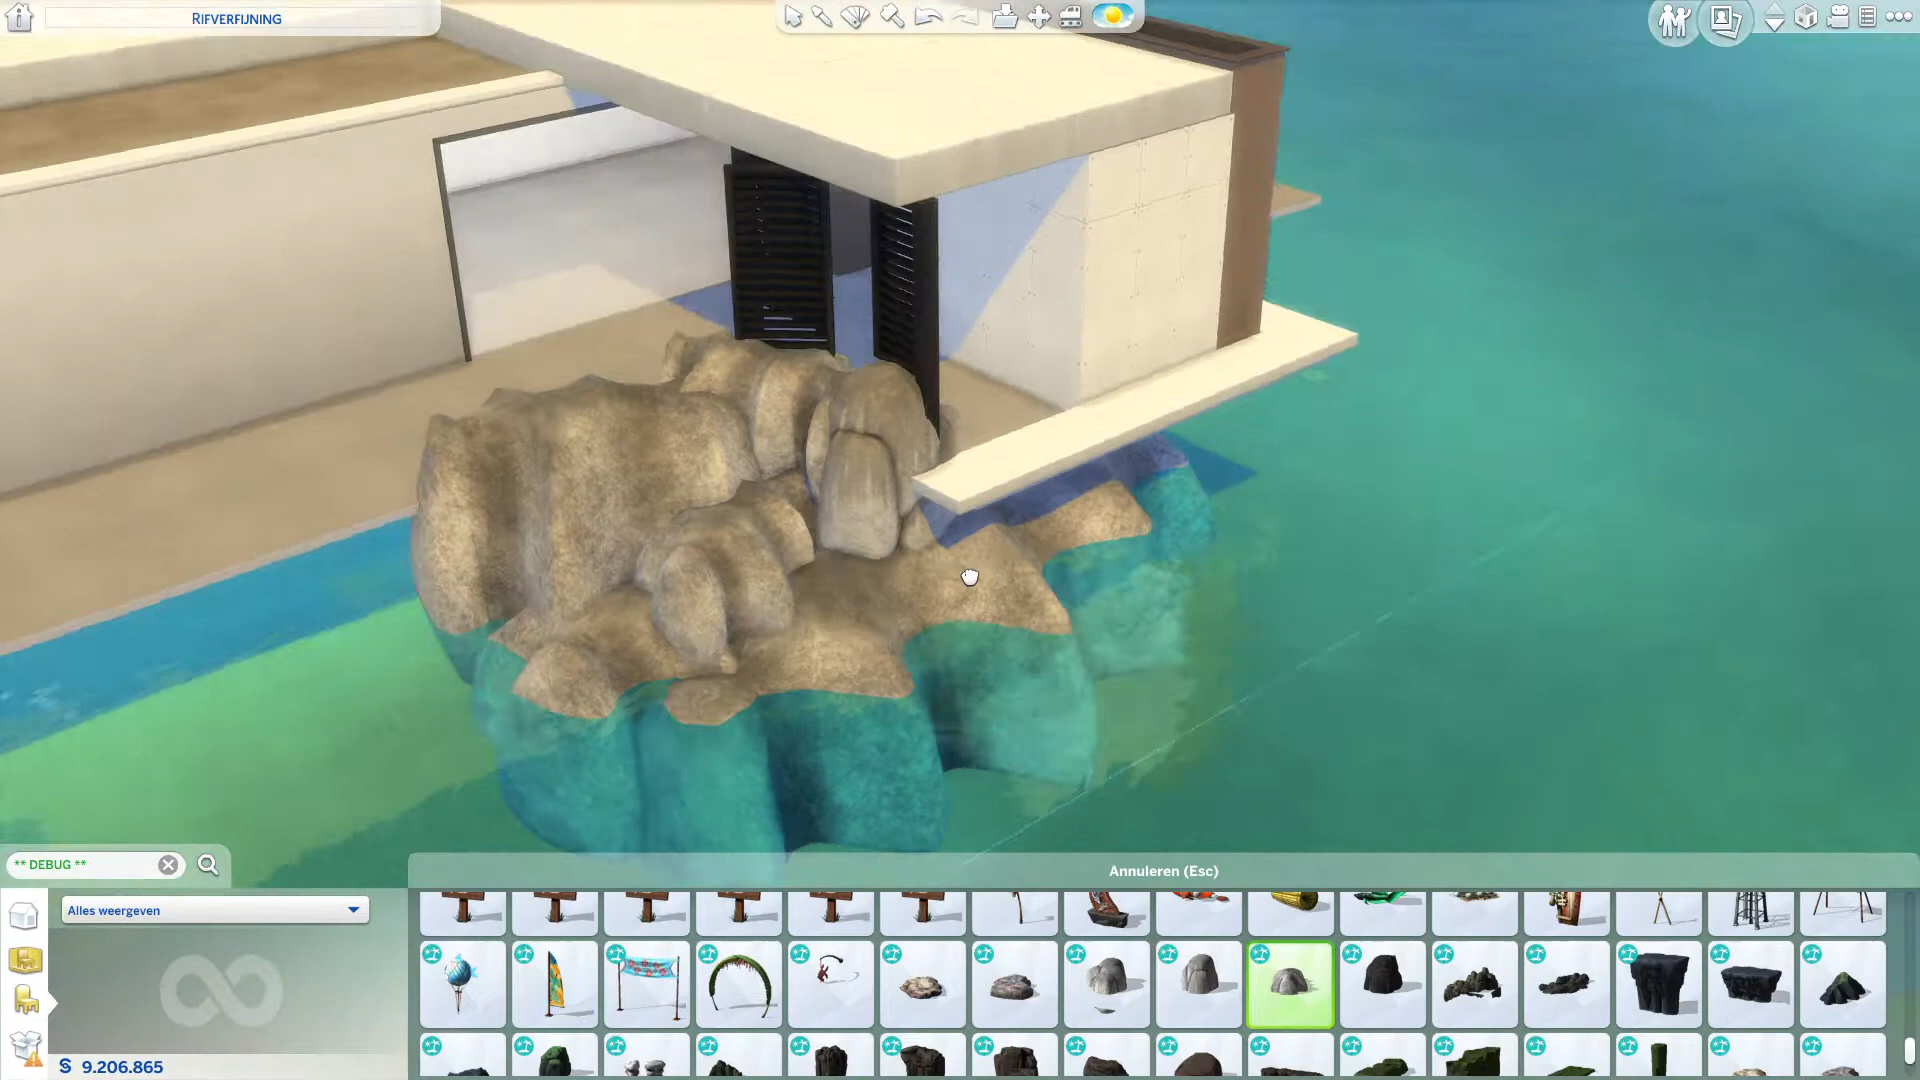 RIFVERFIJNING
** DEBUG **
Annuleren (Esc)
Alles weergeven
§ 9.206.865